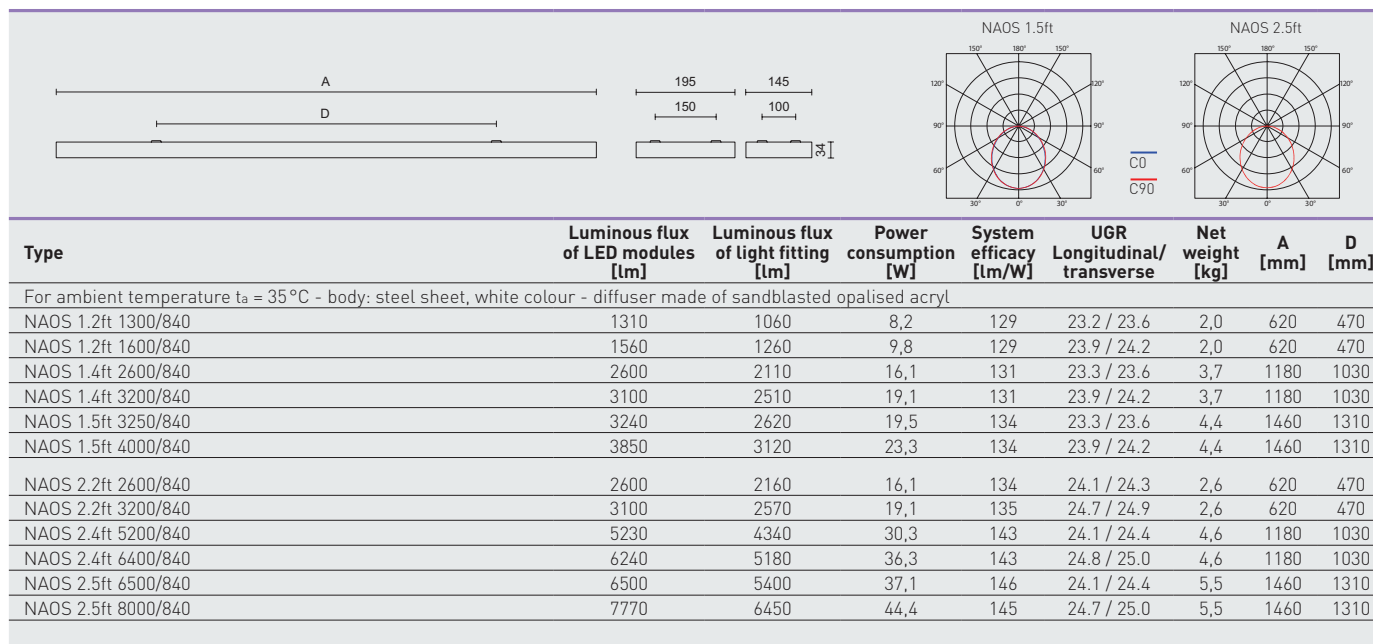 NAOS 1.5ft
NAOS 2.5ft
A
D
195
150
145
100
34
150° 180° 150°
120° 120°
90° 90°
60° 60°
30° 0° 30°
C0
C90
150° 180° 150°
120° 120°
90° 90°
60° 60°
30° 0° 30°
Type Luminous flux of LED modules [lm] Luminous flux of light fitting [lm] Power consumption [W] System efficacy [lm/W] UGR Longitudinal/ transverse Net weight [kg] A [mm] D [mm]
For ambient temperature ta = 35°C - body: steel sheet, white colour - diffuser made of sandblasted opalised acryl
NAOS 1.2ft 1300/840 1310 1060 8,2 129 23.2 / 23.6 2,0 620 470
NAOS 1.2ft 1600/840 1560 1260 9,8 129 23.9 / 24.2 2,0 620 470
NAOS 1.4ft 2600/840 2600 2110 16,1 131 23.3 / 23.6 3,7 1180 1030
NAOS 1.4ft 3200/840 3100 2510 19,1 131 23.9 / 24.2 3,7 1180 1030
NAOS 1.5ft 3250/840 3240 2620 19,5 134 23.3 / 23.6 4,4 1460 1310
NAOS 1.5ft 4000/840 3850 3120 23,3 134 23.9 / 24.2 4,4 1460 1310
NAOS 2.2ft 2600/840 2600 2160 16,1 134 24.1 / 24.3 2,6 620 470
NAOS 2.2ft 3200/840 3100 2570 19,1 135 24.7 / 24.9 2,6 620 470
NAOS 2.4ft 5200/840 5230 4340 30,3 143 24.1 / 24.4 4,6 1180 1030
NAOS 2.4ft 6400/840 6240 5180 36,3 143 24.8 / 25.0 4,6 1180 1030
NAOS 2.5ft 6500/840 6500 5400 37,1 146 24.1 / 24.4 5,5 1460 1310
NAOS 2.5ft 8000/840 7770 6450 44,4 145 24.7 / 25.0 5,5 1460 1310